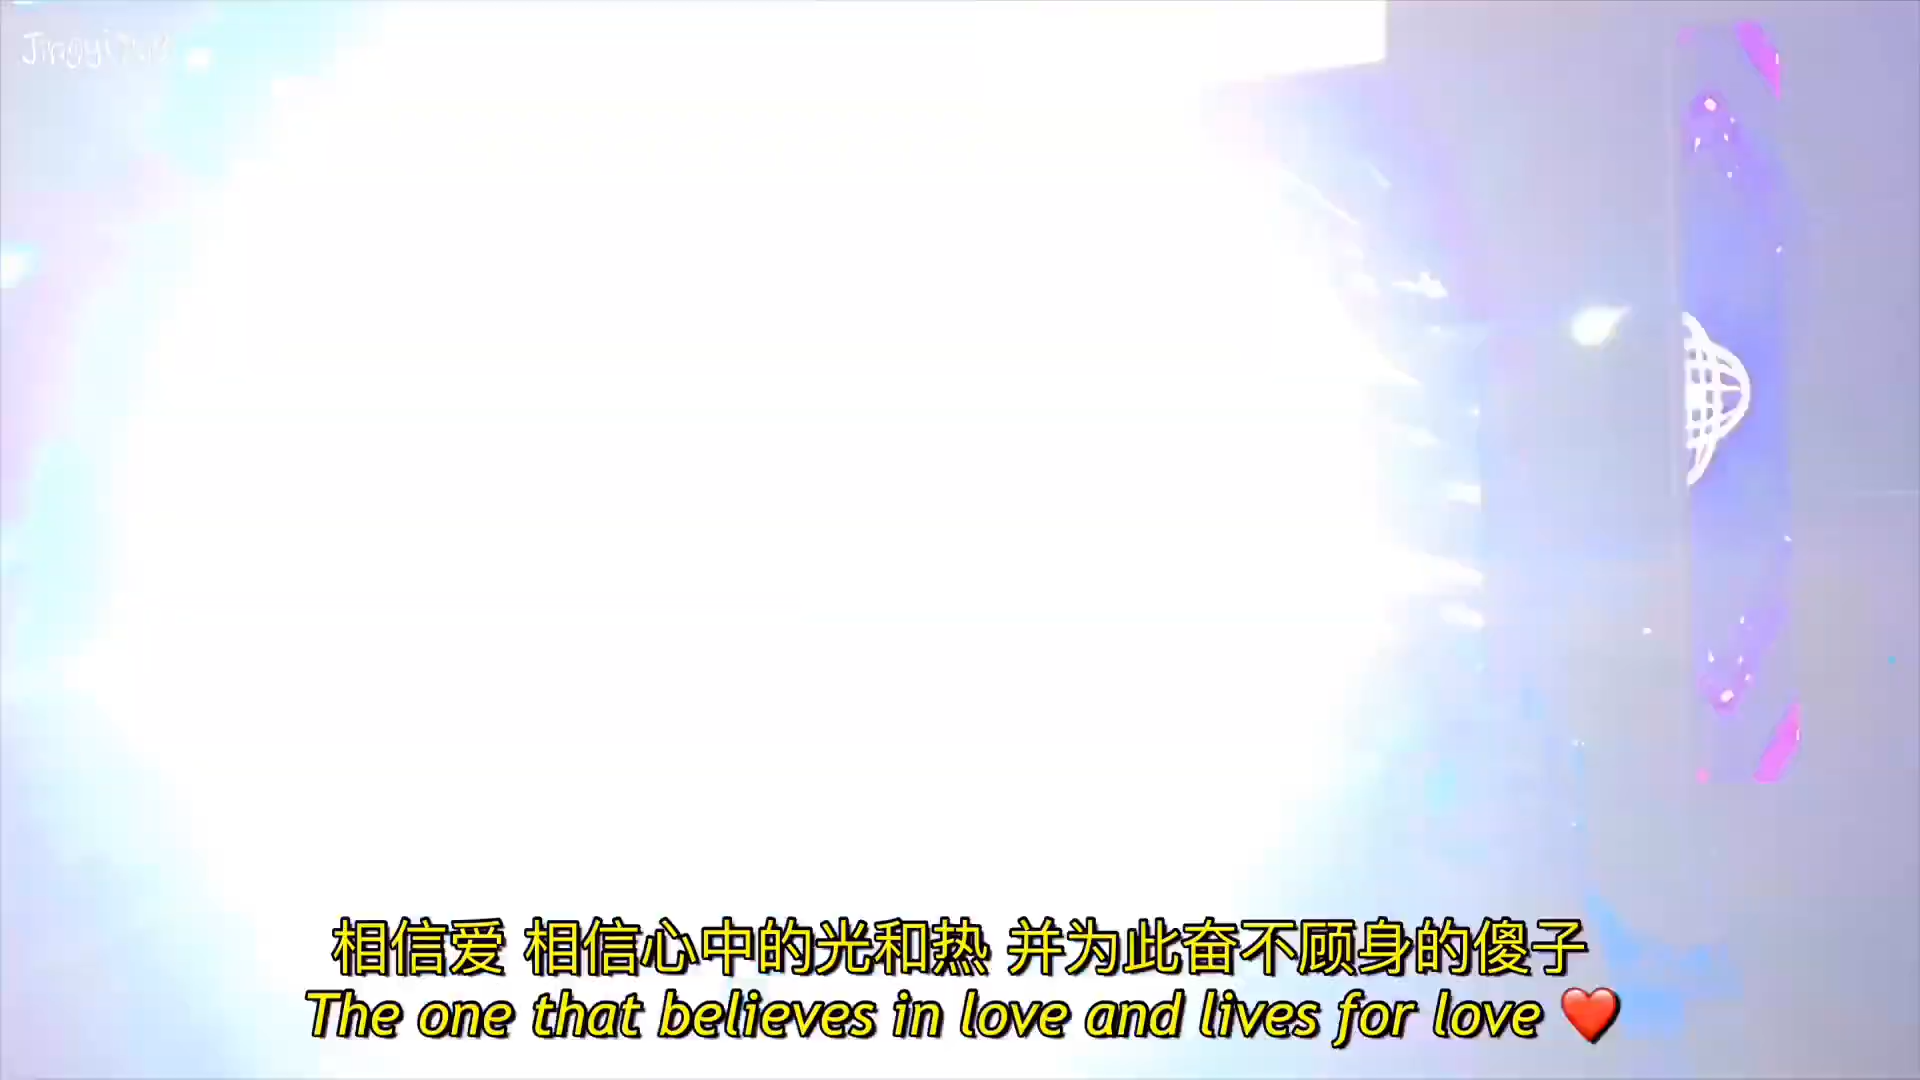 相信爱 相信心中的光和热 并为此奋不顾身的傻子
The one that believes in love and lives for love ❤️